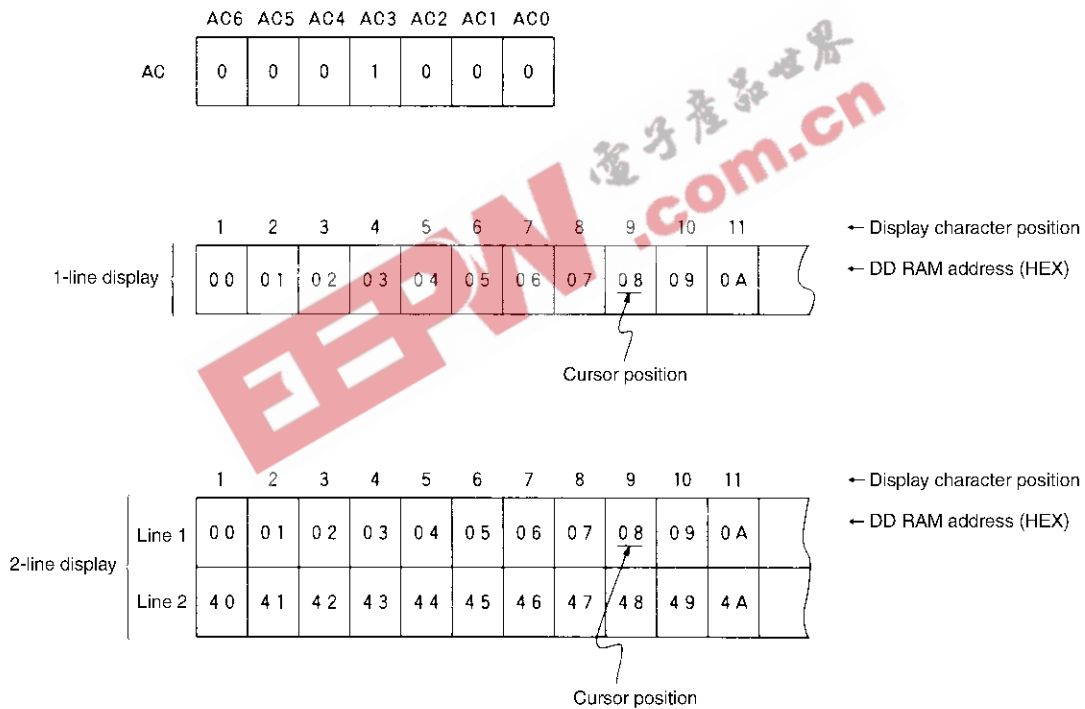 AC6 AC5 AC4 AC3 AC2 AC1 AC0
AC 0 0 0 1 0 0 0
電子產品世界
EEPW.com.cn
1 2 3 4 5 6 7 8 9 10 11 ← Display character position
1-line display 00 01 02 03 04 05 06 07 08 09 0A ← DD RAM address (HEX)
Cursor position
1 2 3 4 5 6 7 8 9 10 11 ← Display character position
2-line display
Line 1 00 01 02 03 04 05 06 07 08 09 0A ← DD RAM address (HEX)
Line 2 40 41 42 43 44 45 46 47 48 49 4A
Cursor position